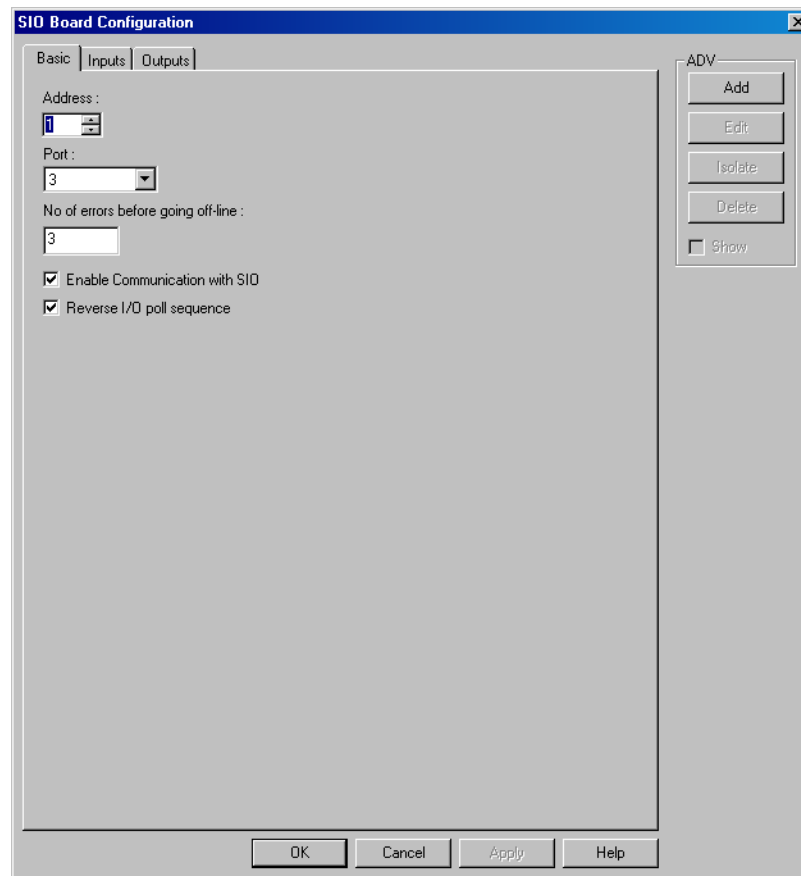 SIO Board Configuration
Basic Inputs Outputs
Address :
1
Port :
3
No of errors before going off-line :
3
Enable Communication with SIO
Reverse I/O poll sequence
ADV
Add
Edit
Isolate
Delete
Show
OK Cancel Apply Help